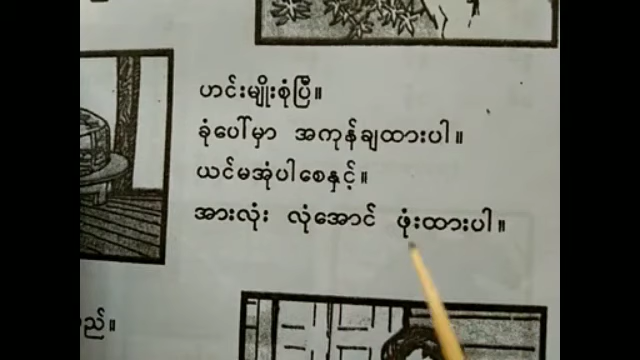 ဟင်းမျိုးစုံပြီ။
ခုံပေါ်မှာ အကုန်ချထားပါ။
ယင်မအုံပါစေနှင့်။
အားလုံး လုံအောင် ဖုံးထားပါ။